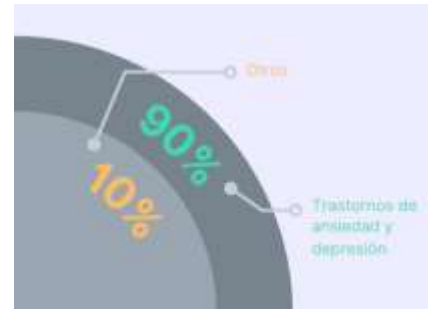 Otros
90%
10%
Trastornos de
ansiedad y
depresión